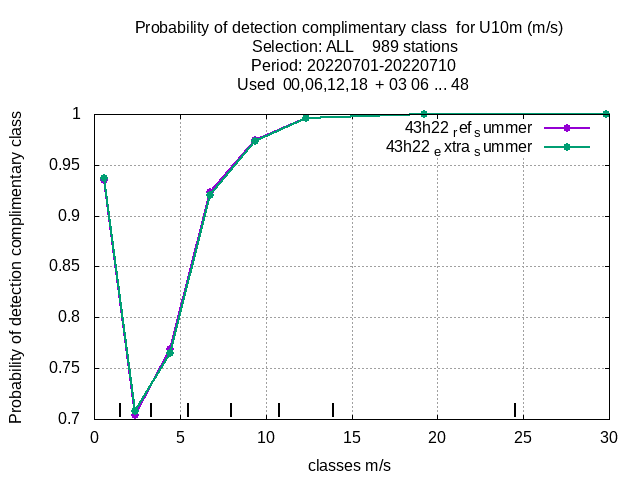 Probability of detection complimentary class  for U10m (m/s)
Selection: ALL    989 stations
Period: 20220701-20220710
Used  00,06,12,18  + 03 06 ... 48
Probability of detection complimentary class
1
0.95
0.9
0.85
0.8
0.75
0.7
43h22 ref summer
43h22 extra summer
0 5 10 15 20 25 30
classes m/s